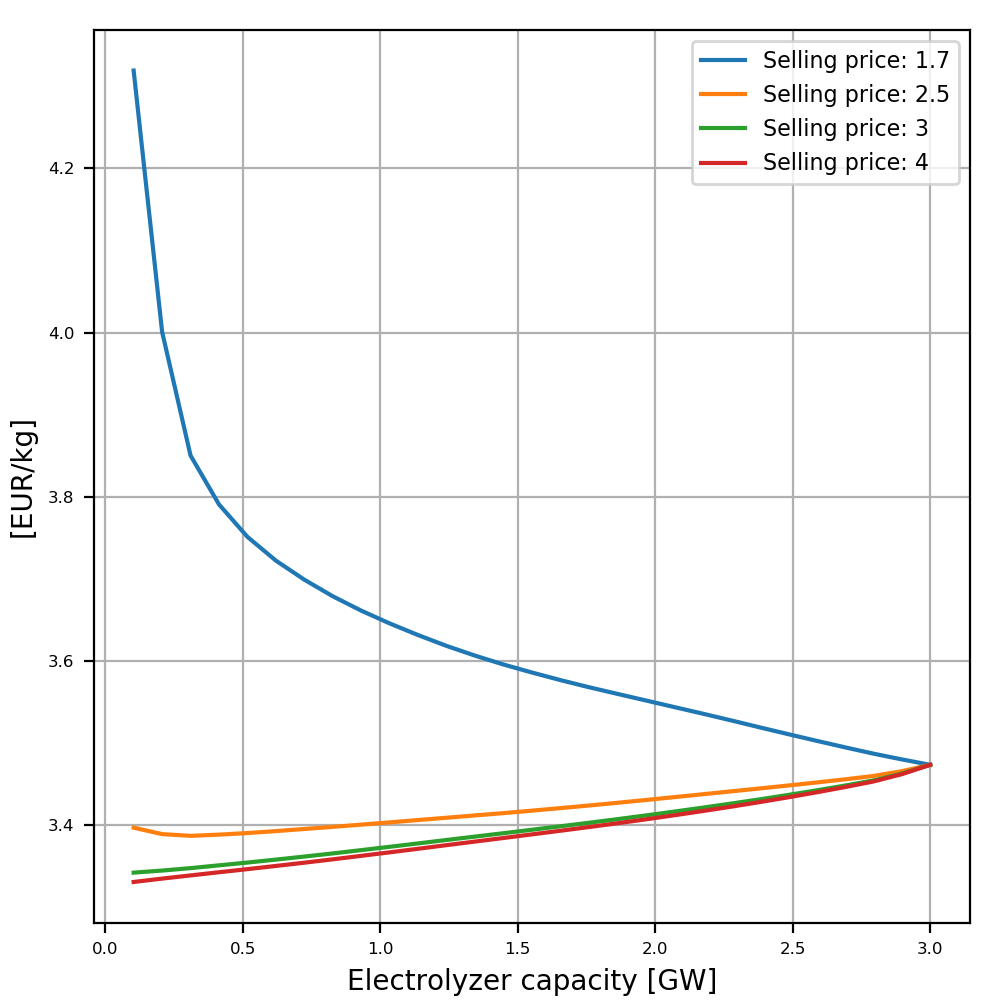 Selling price: 1.7
Selling price: 2.5
Selling price: 3
Selling price: 4
4.2
4.0
3.8
3.6
3.4
[EUR/kg]
0.0 0.5 1.0 1.5 2.0 2.5 3.0
Electrolyzer capacity [GW]